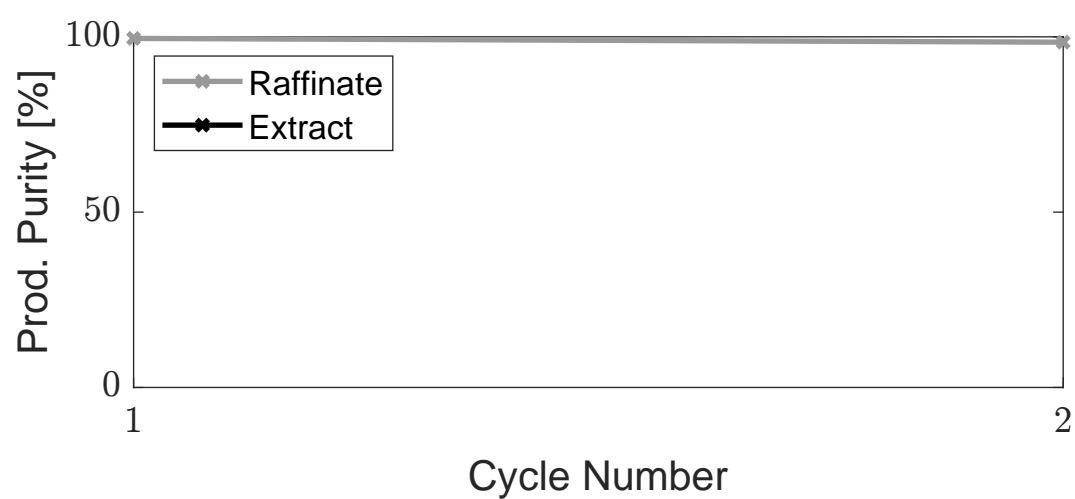 100
50
0
Prod. Purity [%]
Raffinate
Extract
1
2
Cycle Number